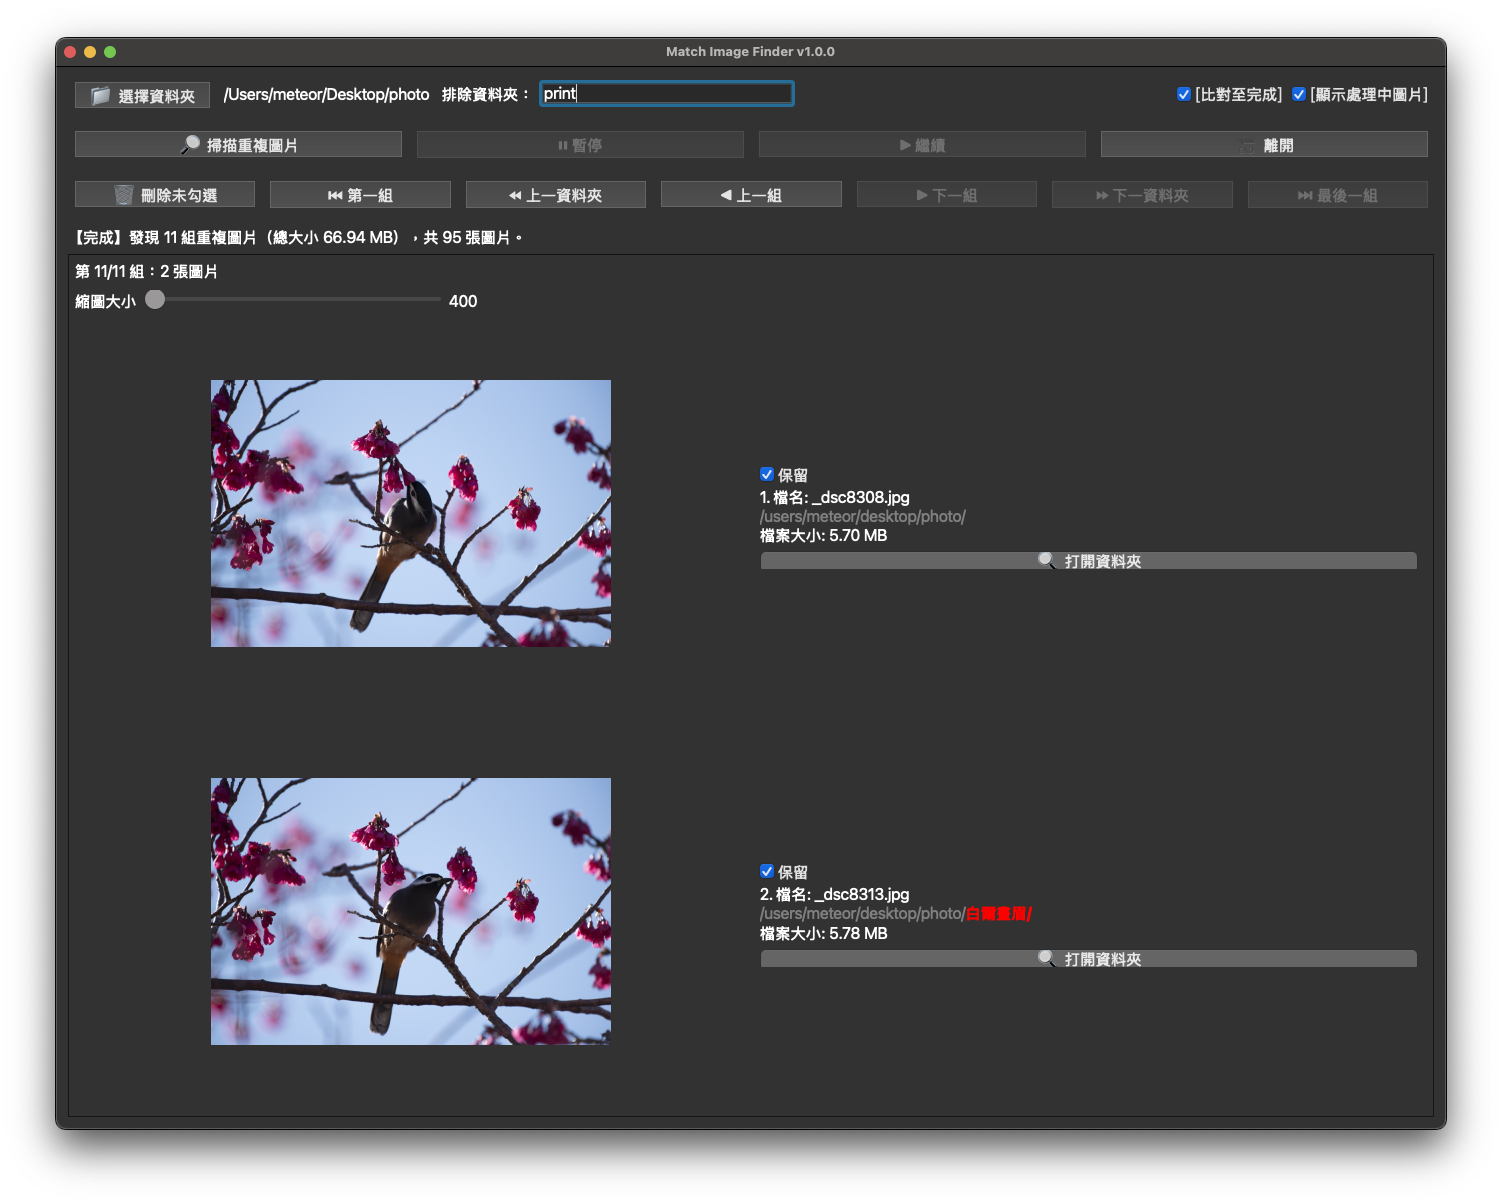 Match Image Finder v1.0.0
選擇資料夾 /Users/meteor/Desktop/photo 排除資料夾： print [比對至完成] [顯示處理中圖片]
掃描重複圖片 暫停 繼續 離開
刪除未勾選 第一組 上一資料夾 上一組 下一組 下一資料夾 最後一組
【完成】發現 11 組重複圖片（總大小 66.94 MB），共 95 張圖片。
第 11/11 組：2 張圖片
縮圖大小 400
保留
1. 檔名: _dsc8308.jpg
/users/meteor/desktop/photo/
檔案大小: 5.70 MB
打開資料夾
保留
2. 檔名: _dsc8313.jpg
/users/meteor/desktop/photo/白耳畫眉/
檔案大小: 5.78 MB
打開資料夾